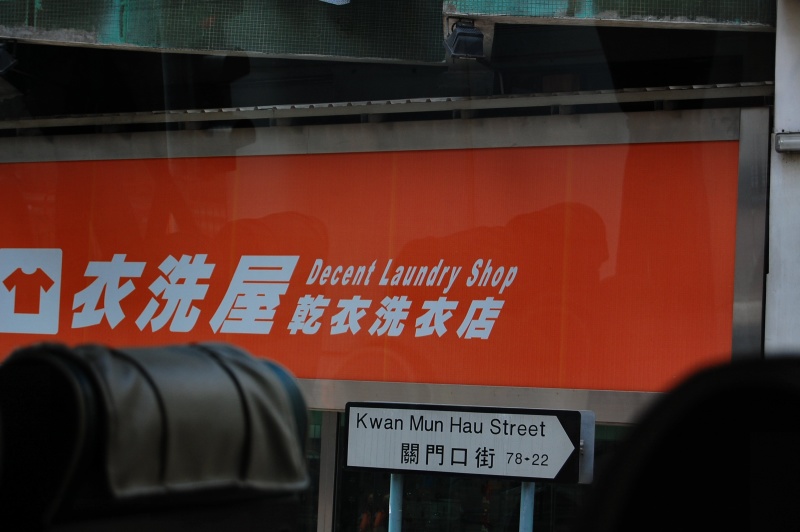 衣洗屋
Decent Laundry Shop
乾衣洗衣店
Kwan Mun Hau Street
關門口街 78-22